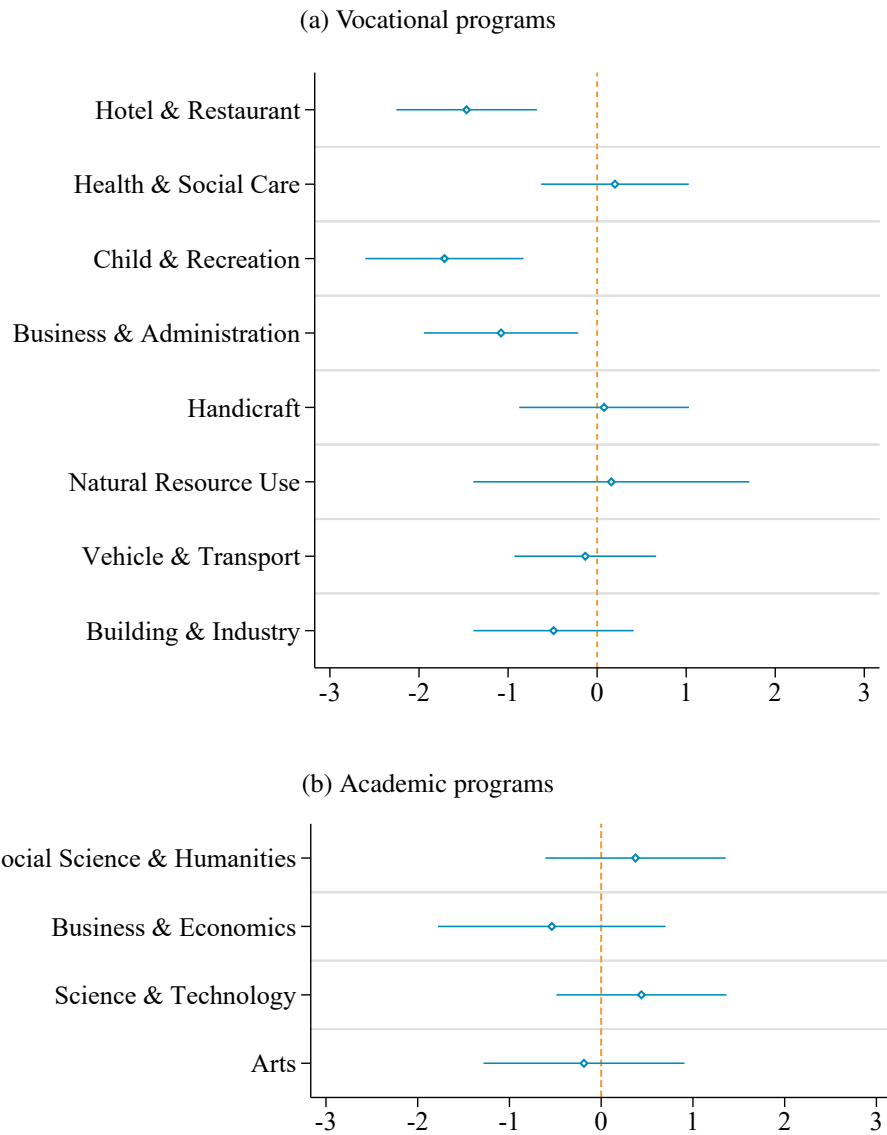 (a) Vocational programs
Hotel & Restaurant
Health & Social Care
Child & Recreation
Business & Administration
Handicraft
Natural Resource Use
Vehicle & Transport
Building & Industry
-3 -2 -1 0 1 2 3
(b) Academic programs
ocial Science & Humanities
Business & Economics
Science & Technology
Arts
-3 -2 -1 0 1 2 3